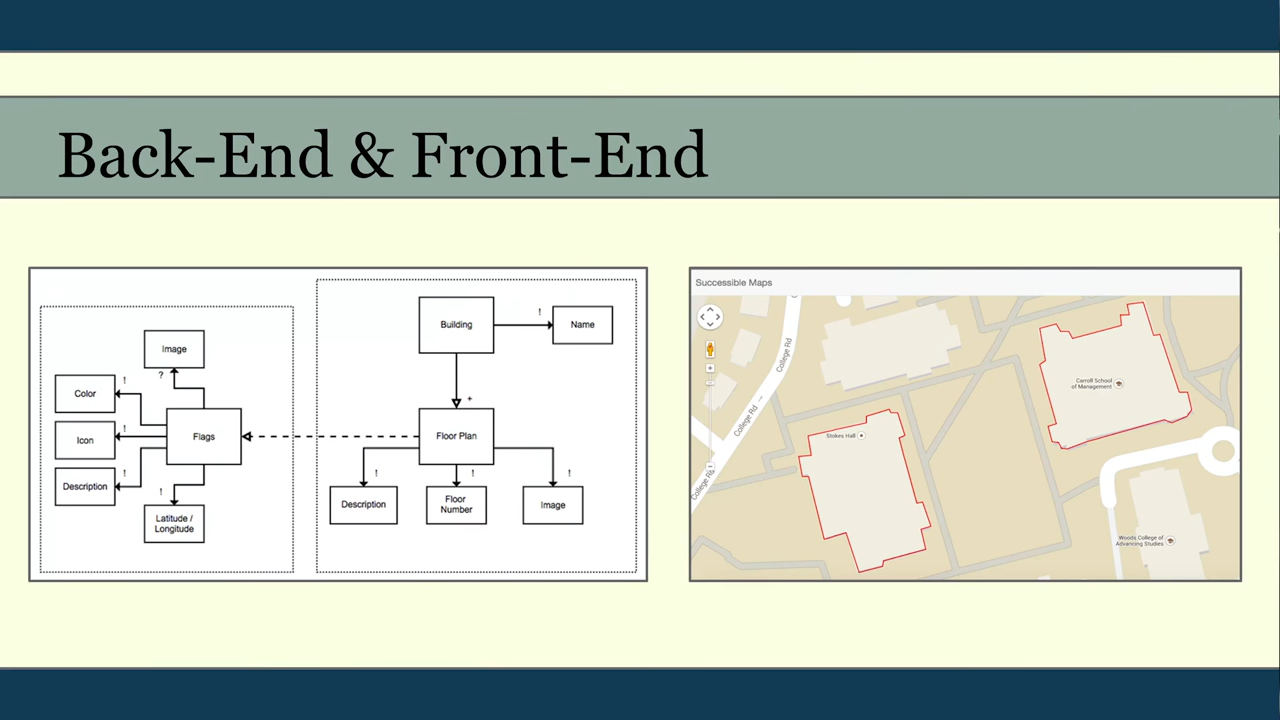 Back-End & Front-End
Image
?
Color
!
Icon
!
Flags
Description
!
!
Latitude /
Longitude
Building
!
Name
+
Floor Plan
!
!
!
Description
Floor
Number
Image
Successible Maps
College Rd
College Rd →
College Rd
Carroll School
of Management
Stokes Hall
Woods College of
Advancing Studies